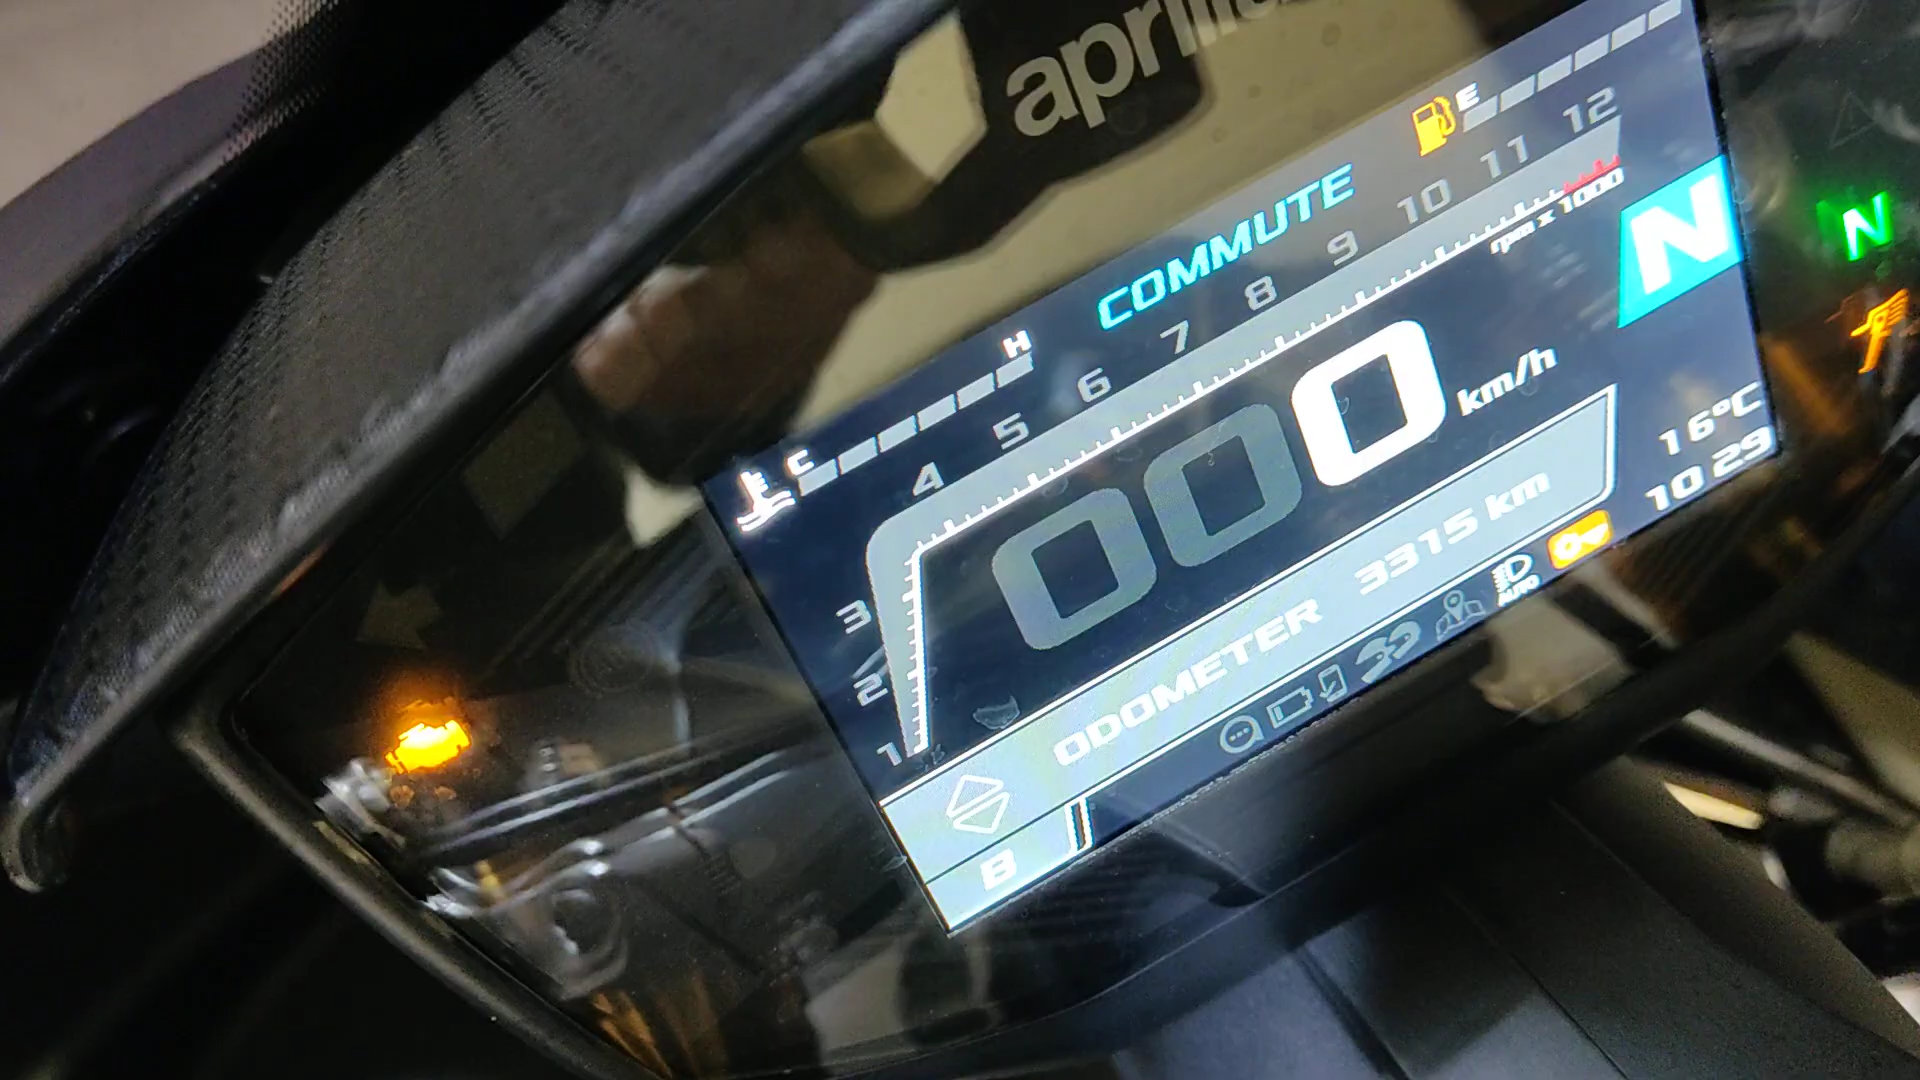 aprilia
E
COMMUTE
H
C
1 2 3 4 5 6 7 8 9 10 11 12
rpm x 1000
N
N
000 km/h
16°C
10 29
ODOMETER 3315 km
AUTO
B